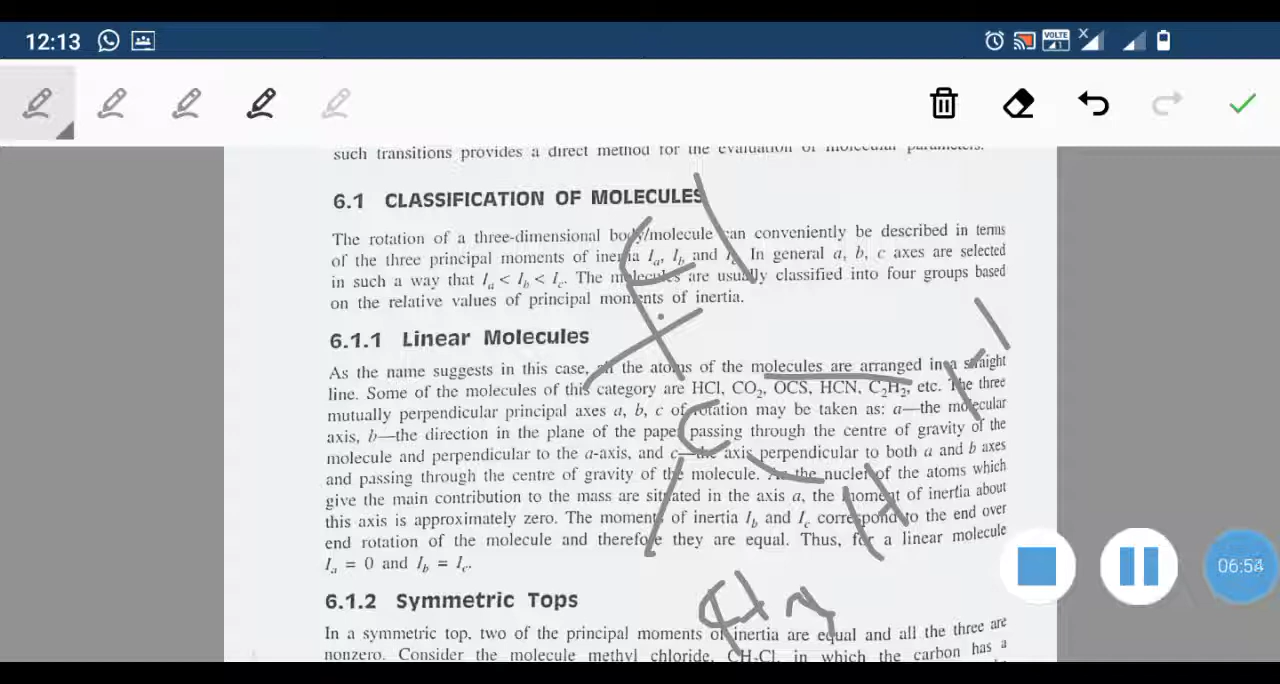 12:13
VOLTE
such transitions provides a direct method for the evaluation of molecular parameters.
6.1 CLASSIFICATION OF MOLECULES
The rotation of a three-dimensional body/molecule can conveniently be described in terms
of the three principal moments of inertia Iₐ, I_b and I_c. In general a, b, c axes are selected
in such a way that Iₐ < I_b < I_c. The molecules are usually classified into four groups based
on the relative values of principal moments of inertia.
6.1.1 Linear Molecules
As the name suggests in this case, all the atoms of the molecules are arranged in a straight
line. Some of the molecules of this category are HCl, CO₂, OCS, HCN, C₂H₂, etc. The three
mutually perpendicular principal axes a, b, c of rotation may be taken as: a—the molecular
axis, b—the direction in the plane of the paper passing through the centre of gravity of the
molecule and perpendicular to the a-axis, and c—the axis perpendicular to both a and b axes
and passing through the centre of gravity of the molecule. As the nuclei of the atoms which
give the main contribution to the mass are situated in the axis a, the moment of inertia about
this axis is approximately zero. The moments of inertia I_b and I_c correspond to the end over
end rotation of the molecule and therefore they are equal. Thus, for a linear molecule
Iₐ = 0 and I_b = I_c.
06:54
6.1.2 Symmetric Tops
In a symmetric top, two of the principal moments of inertia are equal and all the three are
nonzero. Consider the molecule methyl chloride, CH₃Cl, in which the carbon has a